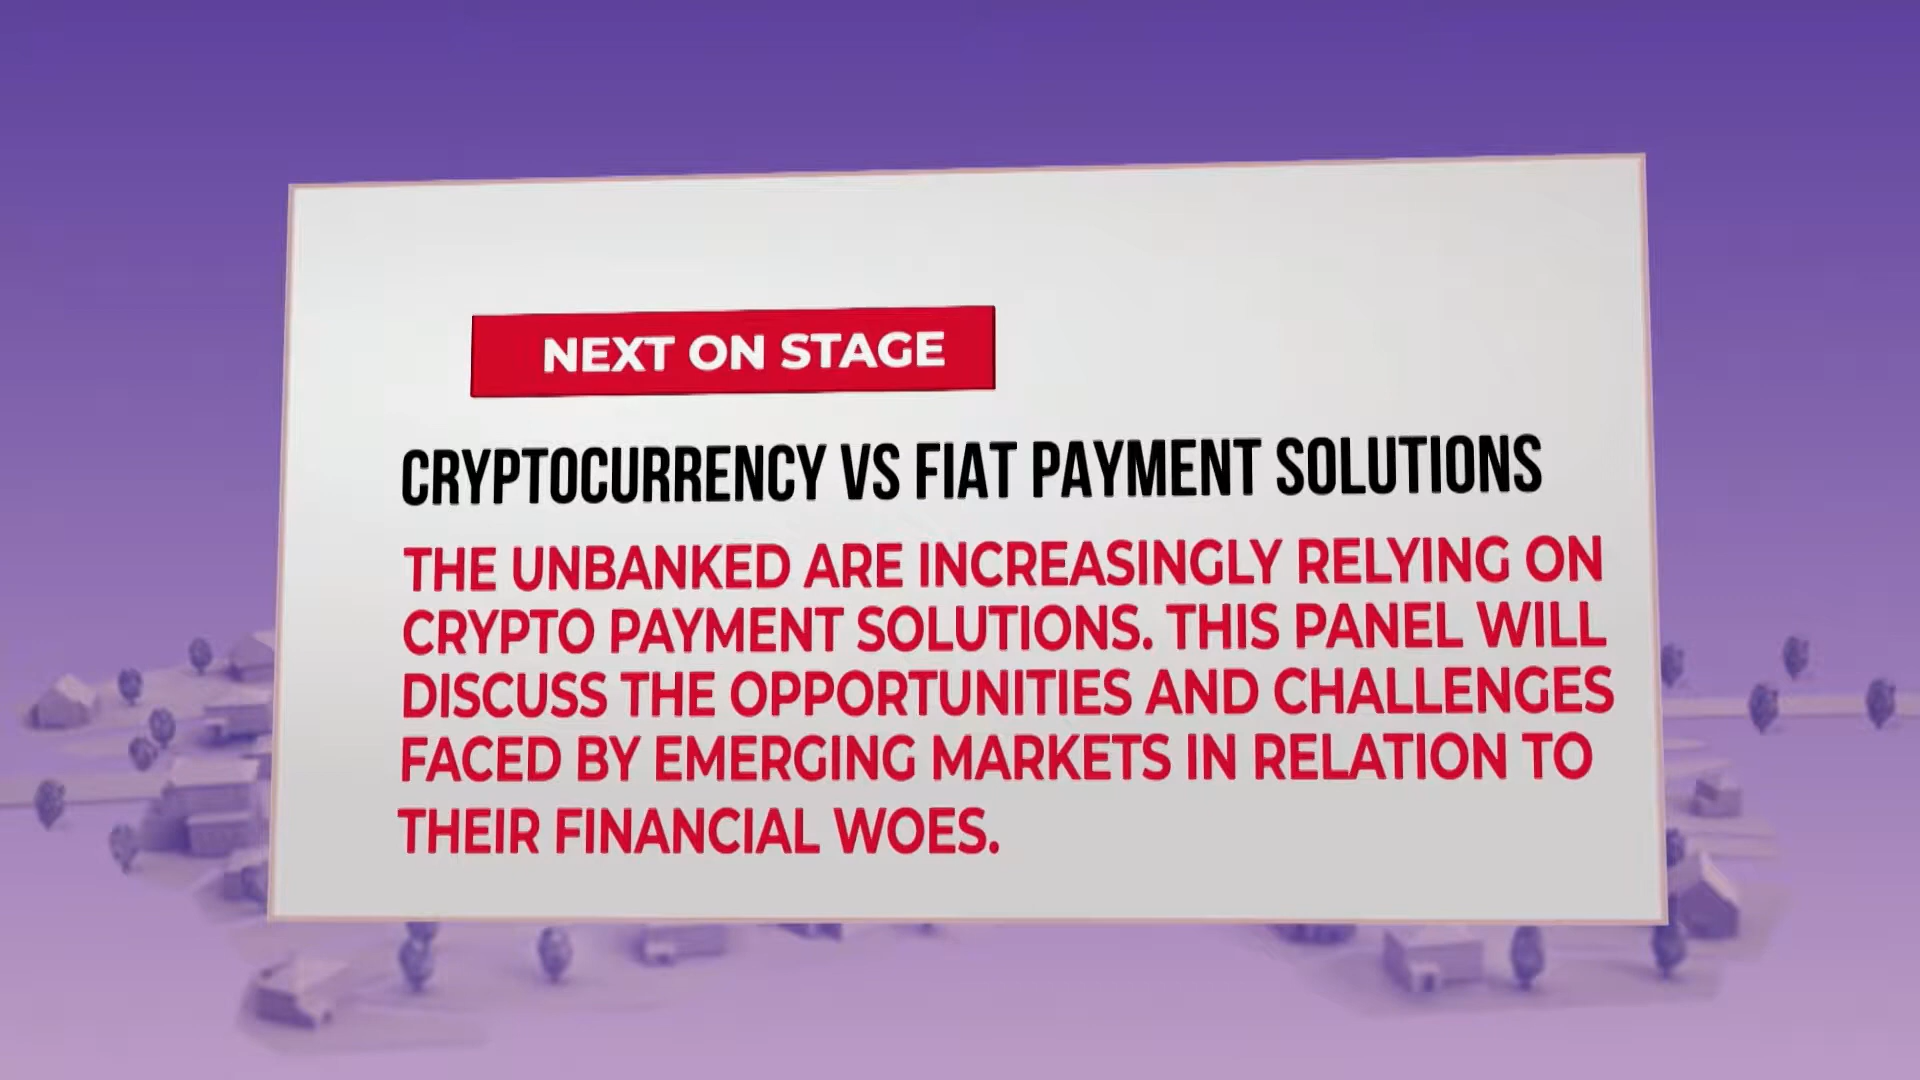 NEXT ON STAGE
CRYPTOCURRENCY VS FIAT PAYMENT SOLUTIONS
THE UNBANKED ARE INCREASINGLY RELYING ON
CRYPTO PAYMENT SOLUTIONS. THIS PANEL WILL
DISCUSS THE OPPORTUNITIES AND CHALLENGES
FACED BY EMERGING MARKETS IN RELATION TO
THEIR FINANCIAL WOES.